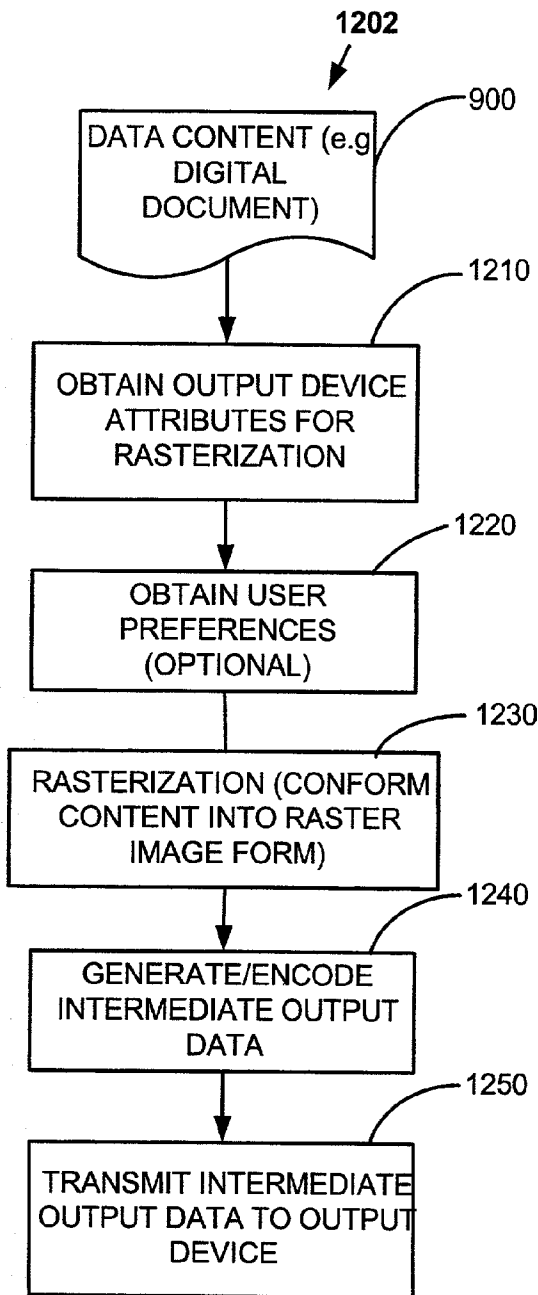 1202
900
DATA CONTENT (e.g
DIGITAL
DOCUMENT)
1210
OBTAIN OUTPUT DEVICE
ATTRIBUTES FOR
RASTERIZATION
1220
OBTAIN USER
PREFERENCES
(OPTIONAL)
1230
RASTERIZATION (CONFORM
CONTENT INTO RASTER
IMAGE FORM)
1240
GENERATE/ENCODE
INTERMEDIATE OUTPUT
DATA
1250
TRANSMIT INTERMEDIATE
OUTPUT DATA TO OUTPUT
DEVICE